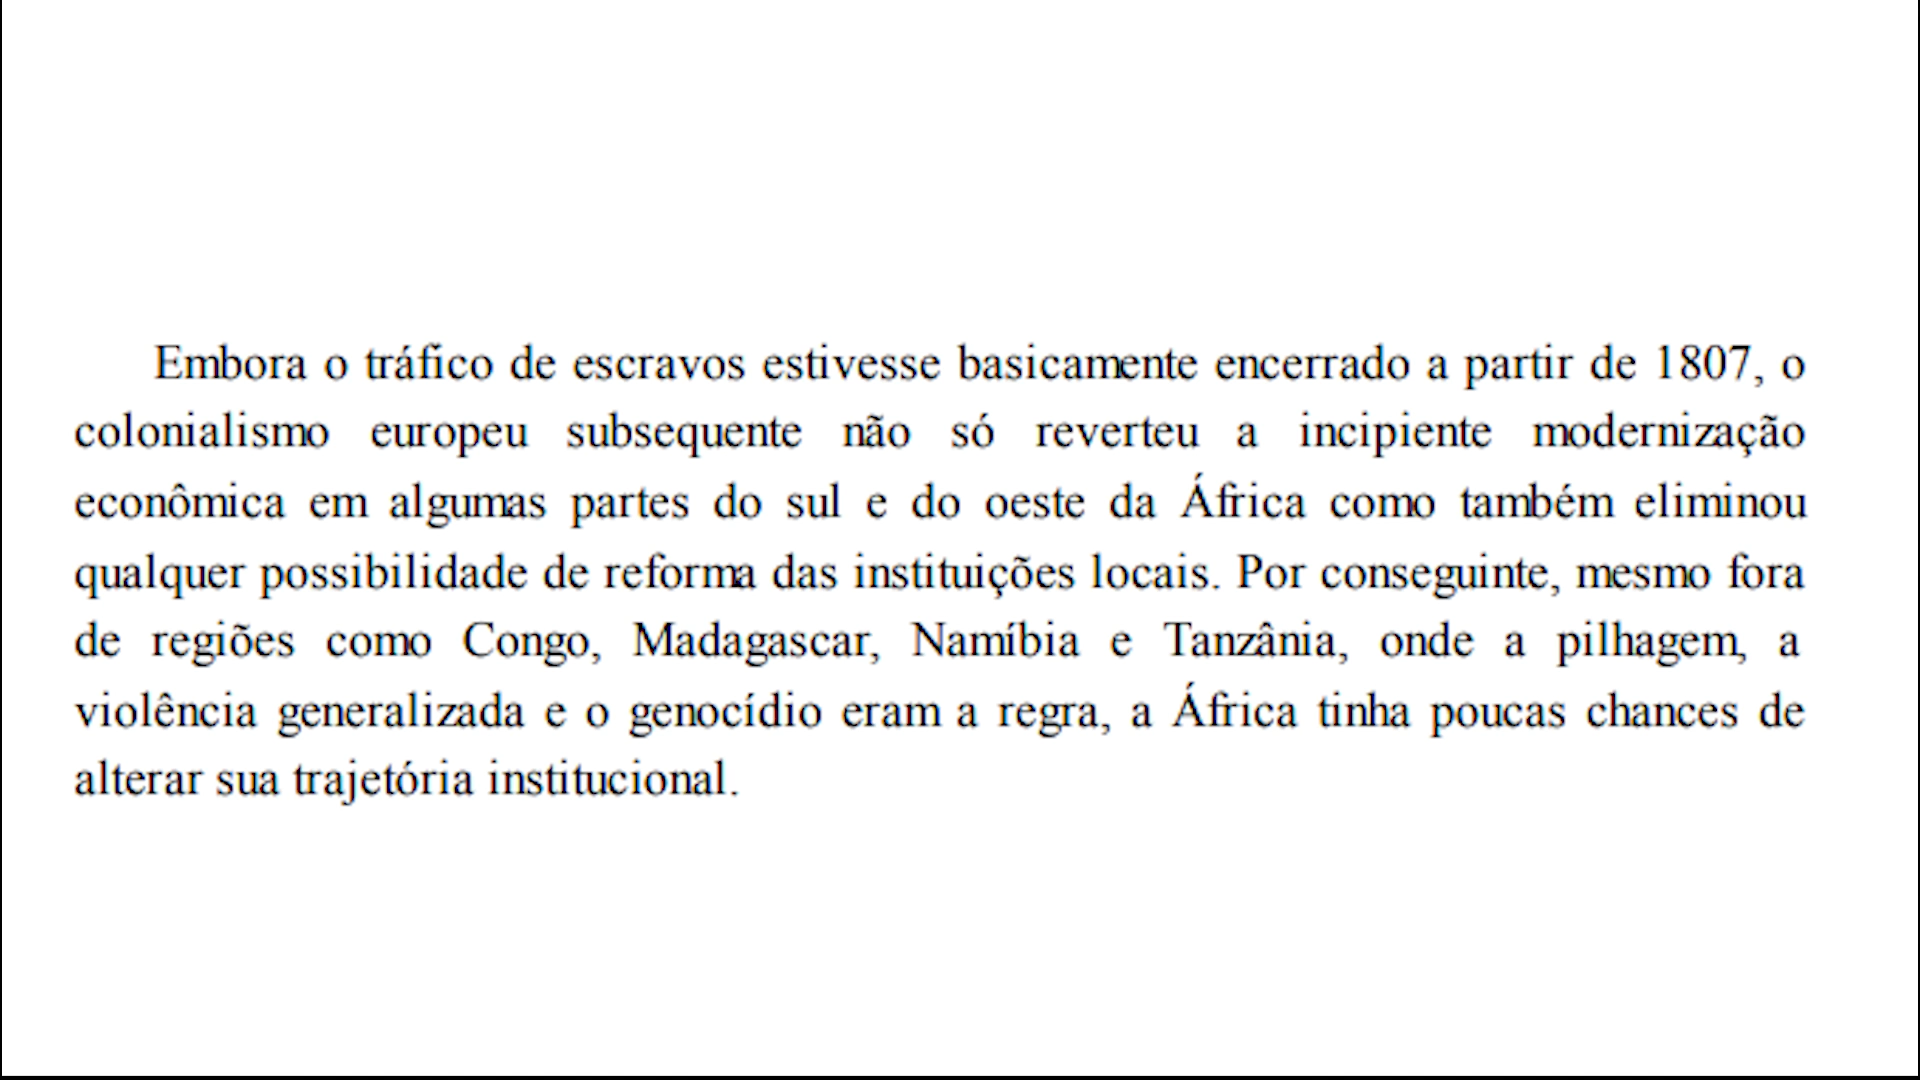 Embora o tráfico de escravos estivesse basicamente encerrado a partir de 1807, o
colonialismo europeu subsequente não só reverteu a incipiente modernização
econômica em algumas partes do sul e do oeste da África como também eliminou
qualquer possibilidade de reforma das instituições locais. Por conseguinte, mesmo fora
de regiões como Congo, Madagascar, Namíbia e Tanzânia, onde a pilhagem, a
violência generalizada e o genocídio eram a regra, a África tinha poucas chances de
alterar sua trajetória institucional.